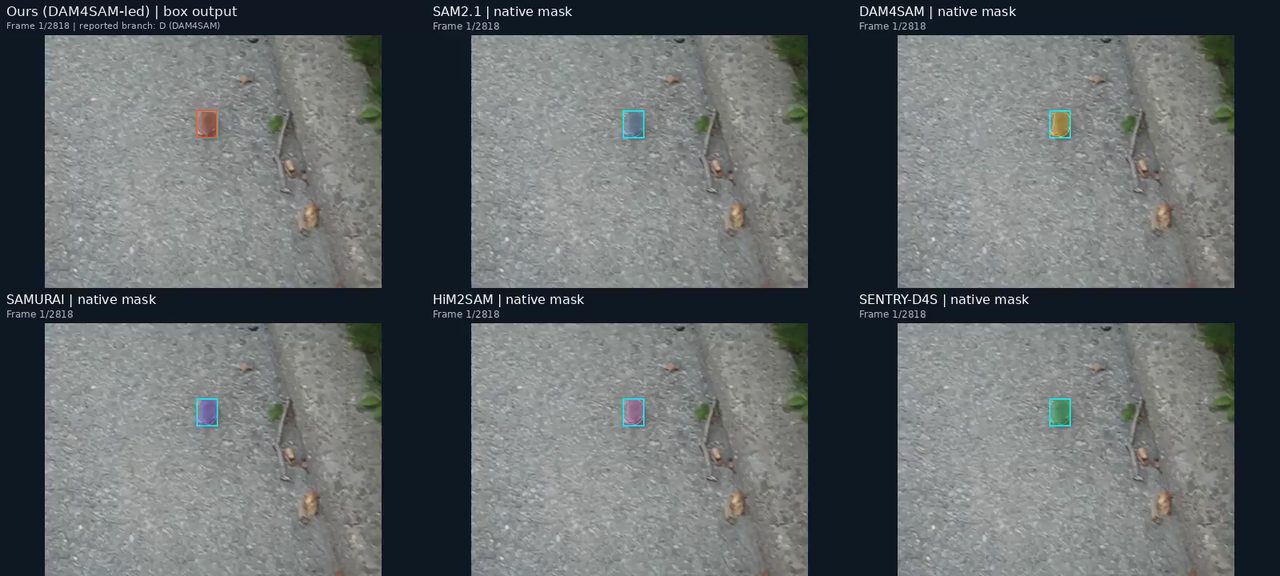 Ours (DAM4SAM-led) | box output
Frame 1/2818 | reported branch: D (DAM4SAM)
SAM2.1 | native mask
Frame 1/2818
DAM4SAM | native mask
Frame 1/2818
SAMURAI | native mask
Frame 1/2818
HiM2SAM | native mask
Frame 1/2818
SENTRY-D4S | native mask
Frame 1/2818